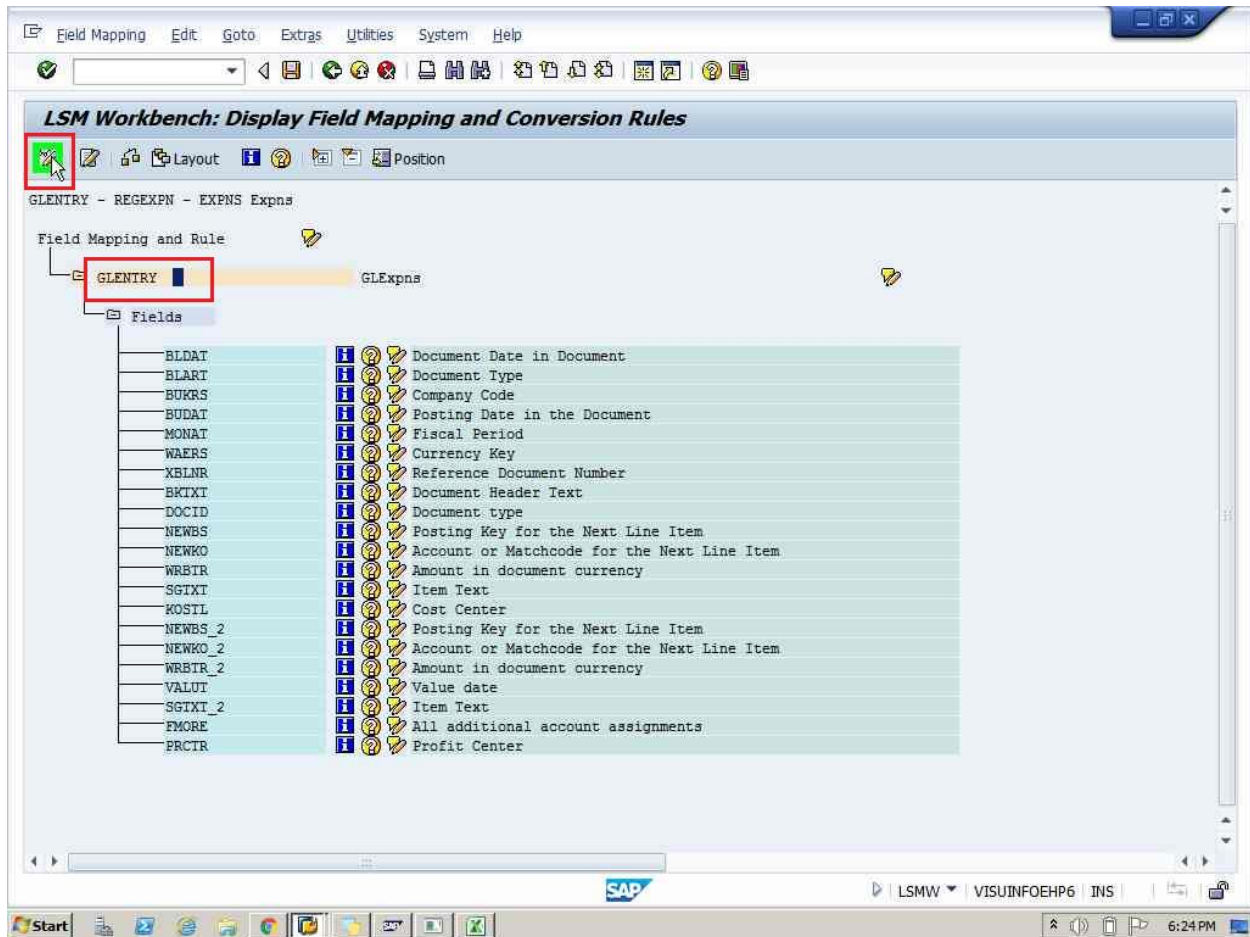 Field Mapping Edit Goto Extras Utilities System Help
LSM Workbench: Display Field Mapping and Conversion Rules
Layout Position
GLENTRY - REGEXPN - EXPNS Expns
Field Mapping and Rule
GLENTRY GLExpns
Fields
BLDAT Document Date in Document
BLART Document Type
BUKRS Company Code
BUDAT Posting Date in the Document
MONAT Fiscal Period
WAERS Currency Key
XBLNR Reference Document Number
BKTXT Document Header Text
DOCID Document type
NEWBS Posting Key for the Next Line Item
NEWKO Account or Matchcode for the Next Line Item
WRBTR Amount in document currency
SGTXT Item Text
KOSTL Cost Center
NEWBS_2 Posting Key for the Next Line Item
NEWKO_2 Account or Matchcode for the Next Line Item
WRBTR_2 Amount in document currency
VALUT Value date
SGTXT_2 Item Text
FMORE All additional account assignments
PRCTR Profit Center
SAP LSMW VISUINFOEHP6 INS
Start 6:24 PM